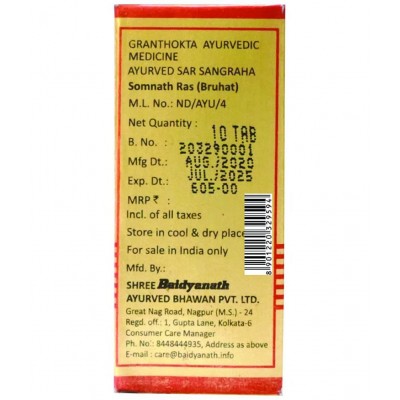 GRANTHOKTA AYURVEDIC
MEDICINE
AYURVED SAR SANGRAHA
Somnath Ras (Bruhat)
M.L. No.: ND/AYU/4
Net Quantity : 10 TAB
B. No. : 203290001
Mfg Dt.: AUG/2020
Exp. Dt.: JUL/2025
MRP ₹ : 605-00
Incl. of all taxes
Store in cool & dry place
For sale in India only
Mfd. By.:
SHREE Baidyanath
AYURVED BHAWAN PVT. LTD.
Great Nag Road, Nagpur (M.S.) - 24
Regd. off. : 1, Gupta Lane, Kolkata-6
Consumer Care Manager
Ph. No.: 8448444935, Address as above
E-mail : care@baidyanath.info
8901220329594